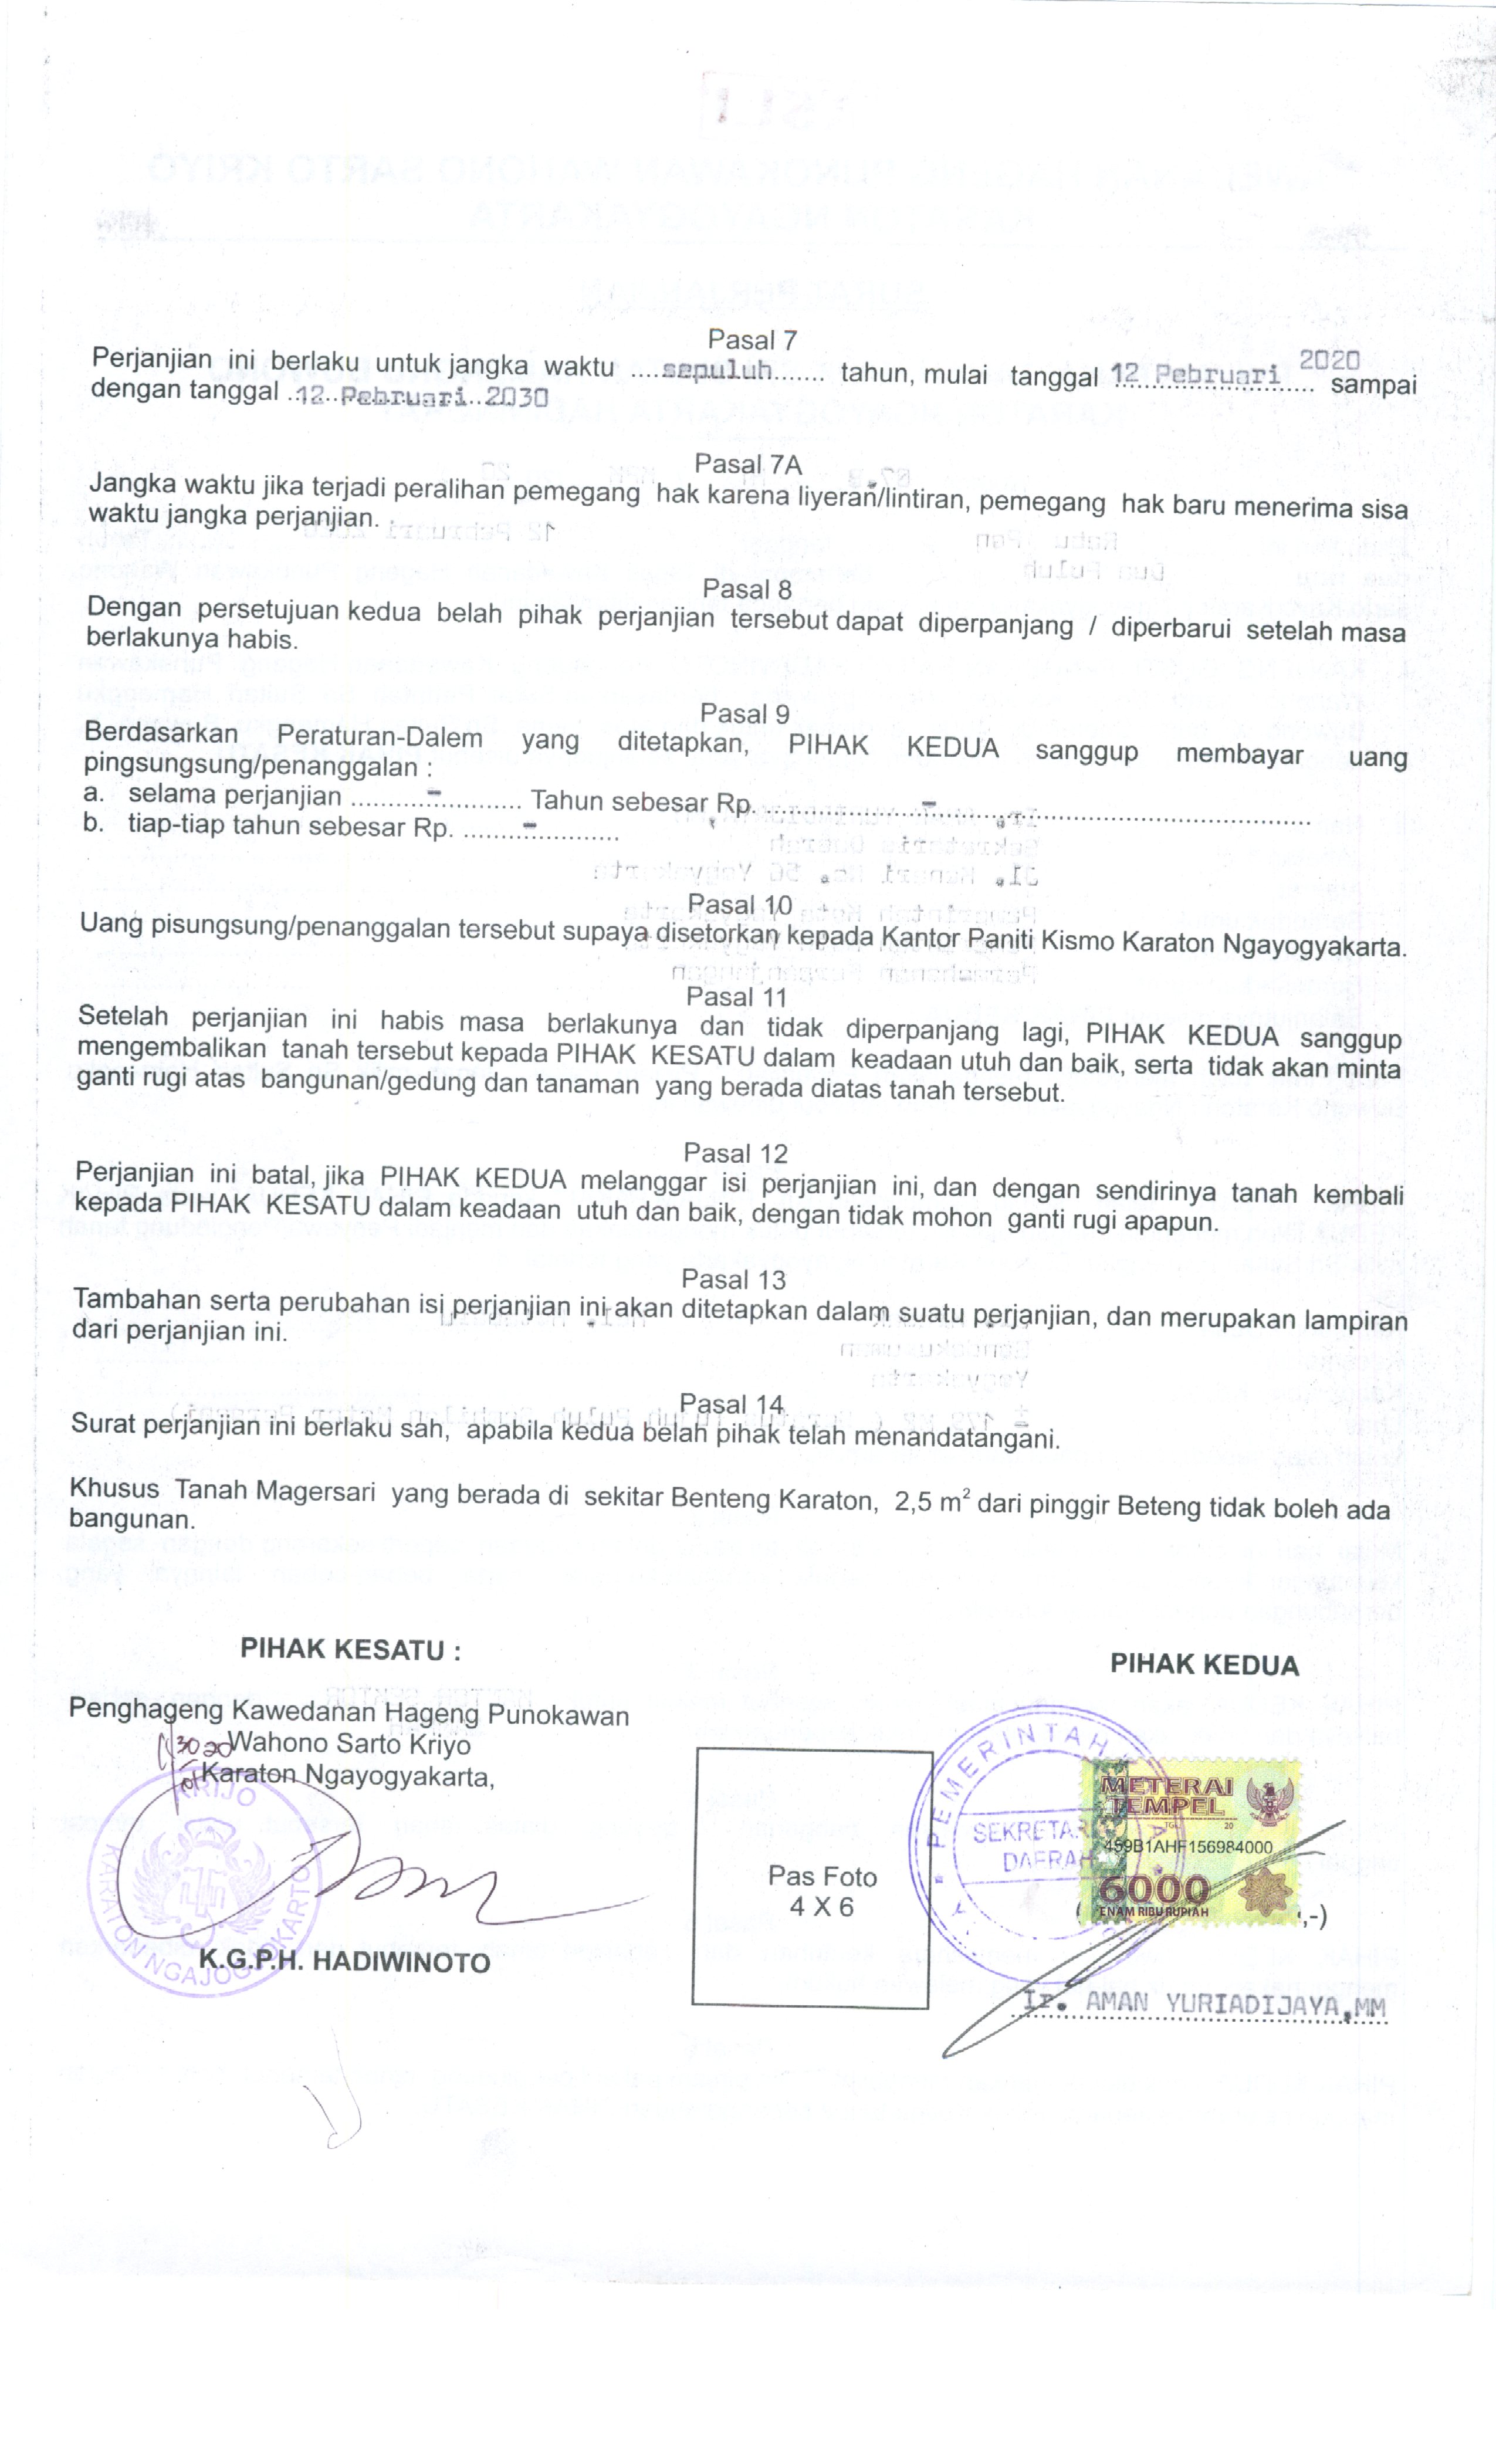 Pasal 7
Perjanjian ini berlaku untuk jangka waktu ....sepuluh....... tahun, mulai tanggal 12 Pebruari 2020 sampai
dengan tanggal .12..Pebruari..2030
Pasal 7A
Jangka waktu jika terjadi peralihan pemegang hak karena liyeran/lintiran, pemegang hak baru menerima sisa
waktu jangka perjanjian.
Pasal 8
Dengan persetujuan kedua belah pihak perjanjian tersebut dapat diperpanjang / diperbarui setelah masa
berlakunya habis.
Pasal 9
Berdasarkan Peraturan-Dalem yang ditetapkan, PIHAK KEDUA sanggup membayar uang
pingsungsung/penanggalan :
a. selama perjanjian ..........-.......... Tahun sebesar Rp. ....................-....................
b. tiap-tiap tahun sebesar Rp. ........-............
Pasal 10
Uang pisungsung/penanggalan tersebut supaya disetorkan kepada Kantor Paniti Kismo Karaton Ngayogyakarta.
Pasal 11
Setelah perjanjian ini habis masa berlakunya dan tidak diperpanjang lagi, PIHAK KEDUA sanggup
mengembalikan tanah tersebut kepada PIHAK KESATU dalam keadaan utuh dan baik, serta tidak akan minta
ganti rugi atas bangunan/gedung dan tanaman yang berada diatas tanah tersebut.
Pasal 12
Perjanjian ini batal, jika PIHAK KEDUA melanggar isi perjanjian ini, dan dengan sendirinya tanah kembali
kepada PIHAK KESATU dalam keadaan utuh dan baik, dengan tidak mohon ganti rugi apapun.
Pasal 13
Tambahan serta perubahan isi perjanjian ini akan ditetapkan dalam suatu perjanjian, dan merupakan lampiran
dari perjanjian ini.
Pasal 14
Surat perjanjian ini berlaku sah, apabila kedua belah pihak telah menandatangani.
Khusus Tanah Magersari yang berada di sekitar Benteng Karaton, 2,5 m² dari pinggir Beteng tidak boleh ada
bangunan.
PIHAK KESATU :
Penghageng Kawedanan Hageng Punokawan
Wahono Sarto Kriyo
Karaton Ngayogyakarta,
KRIJO
KARATON NGAJOGJOKARTO
K.G.P.H. HADIWINOTO
Pas Foto
4 X 6
PIHAK KEDUA
PEMERINTAH
SEKRETAR
DAERAH
METERAI
TEMPEL
TGL 20
459B1AHF156984000
6000
ENAM RIBU RUPIAH
,-)
Ir. AMAN YURIADIJAYA,MM